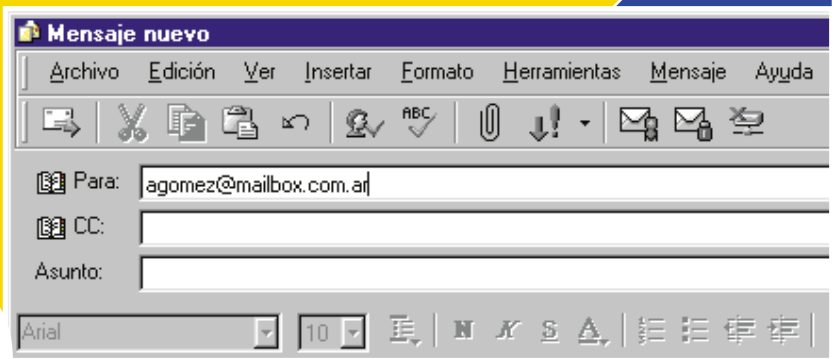 Mensaje nuevo
Archivo Edición Ver Insertar Formato Herramientas Mensaje Ayuda
ABC
Para: agomez@mailbox.com.ar
CC:
Asunto:
Arial 10 N K S A